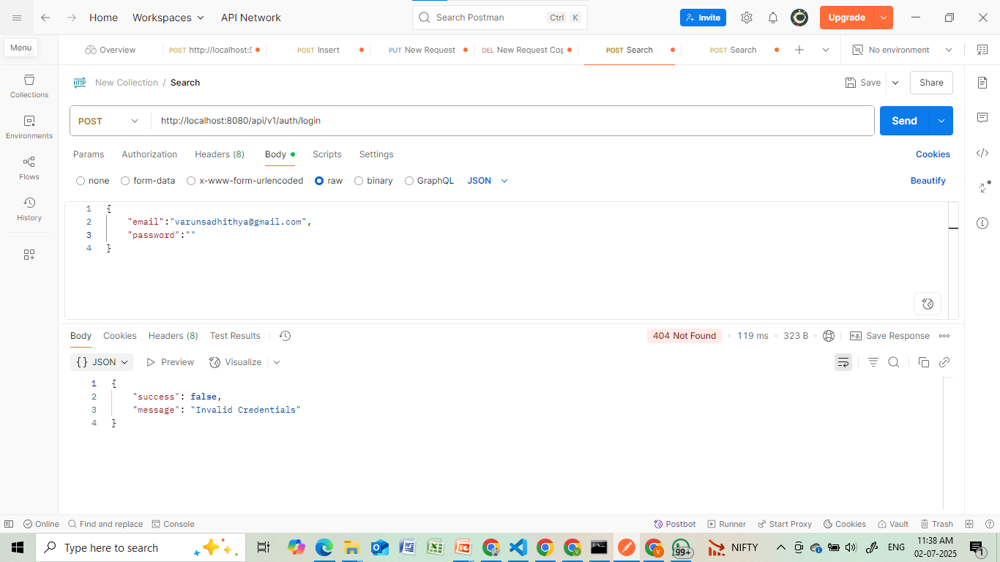 Home Workspaces API Network Search Postman Ctrl K Invite Upgrade
Menu
Overview POST http://localhost:5 POST Insert PUT New Request DEL New Request Cop POST Search POST Search No environment
HTTP New Collection / Search Save Share
Collections
Environments
Flows
History
POST http://localhost:8080/api/v1/auth/login Send
Params Authorization Headers (8) Body Scripts Settings Cookies
none form-data x-www-form-urlencoded raw binary GraphQL JSON Beautify
1 {
2 "email":"varunsadhithya@gmail.com",
3 "password":""
4 }
Body Cookies Headers (8) Test Results 404 Not Found 119 ms 323 B e.g. Save Response
{} JSON Preview Visualize
1 {
2 "success": false,
3 "message": "Invalid Credentials"
4 }
Online Find and replace Console Postbot Runner Start Proxy Cookies Vault Trash
Type here to search 99+ NIFTY ENG 11:38 AM
02-07-2025 1